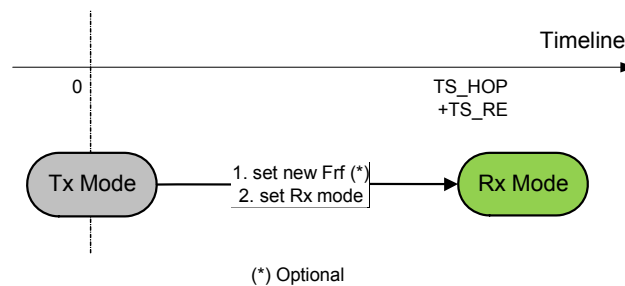 Timeline
0
TS_HOP
+TS_RE
Tx Mode
1. set new Frf (*)
2. set Rx mode
Rx Mode
(*) Optional